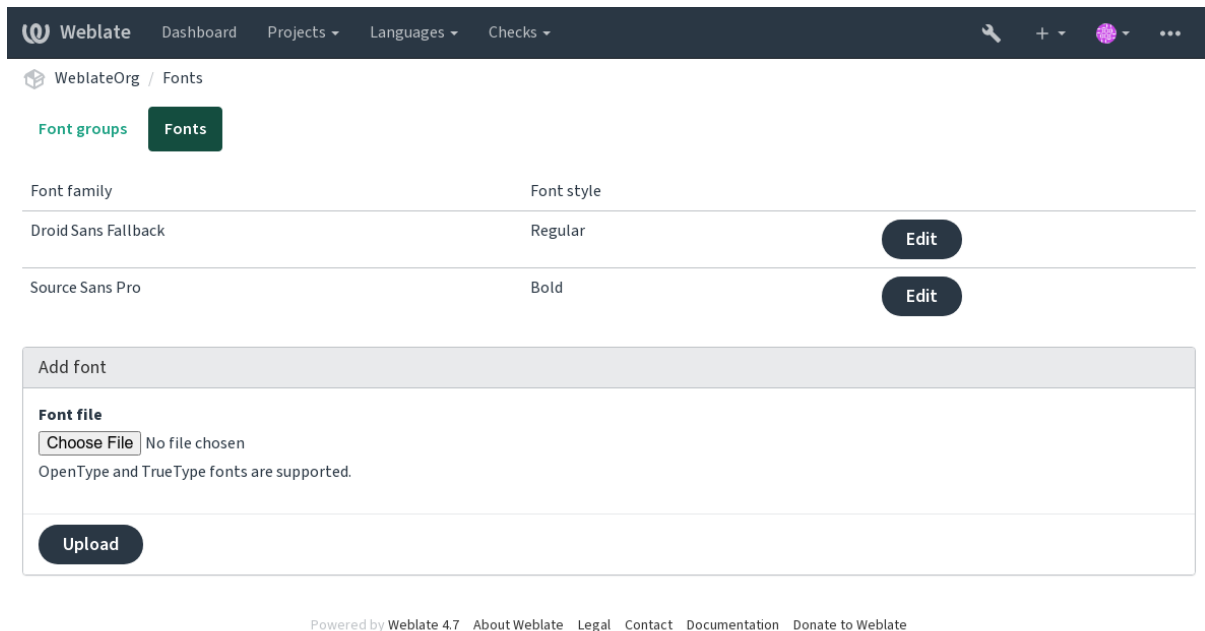 Weblate Dashboard Projects Languages Checks
WeblateOrg / Fonts
Font groups Fonts
Font family Font style
Droid Sans Fallback Regular Edit
Source Sans Pro Bold Edit
Add font
Font file
Choose File No file chosen
OpenType and TrueType fonts are supported.
Upload
Powered by Weblate 4.7 About Weblate Legal Contact Documentation Donate to Weblate